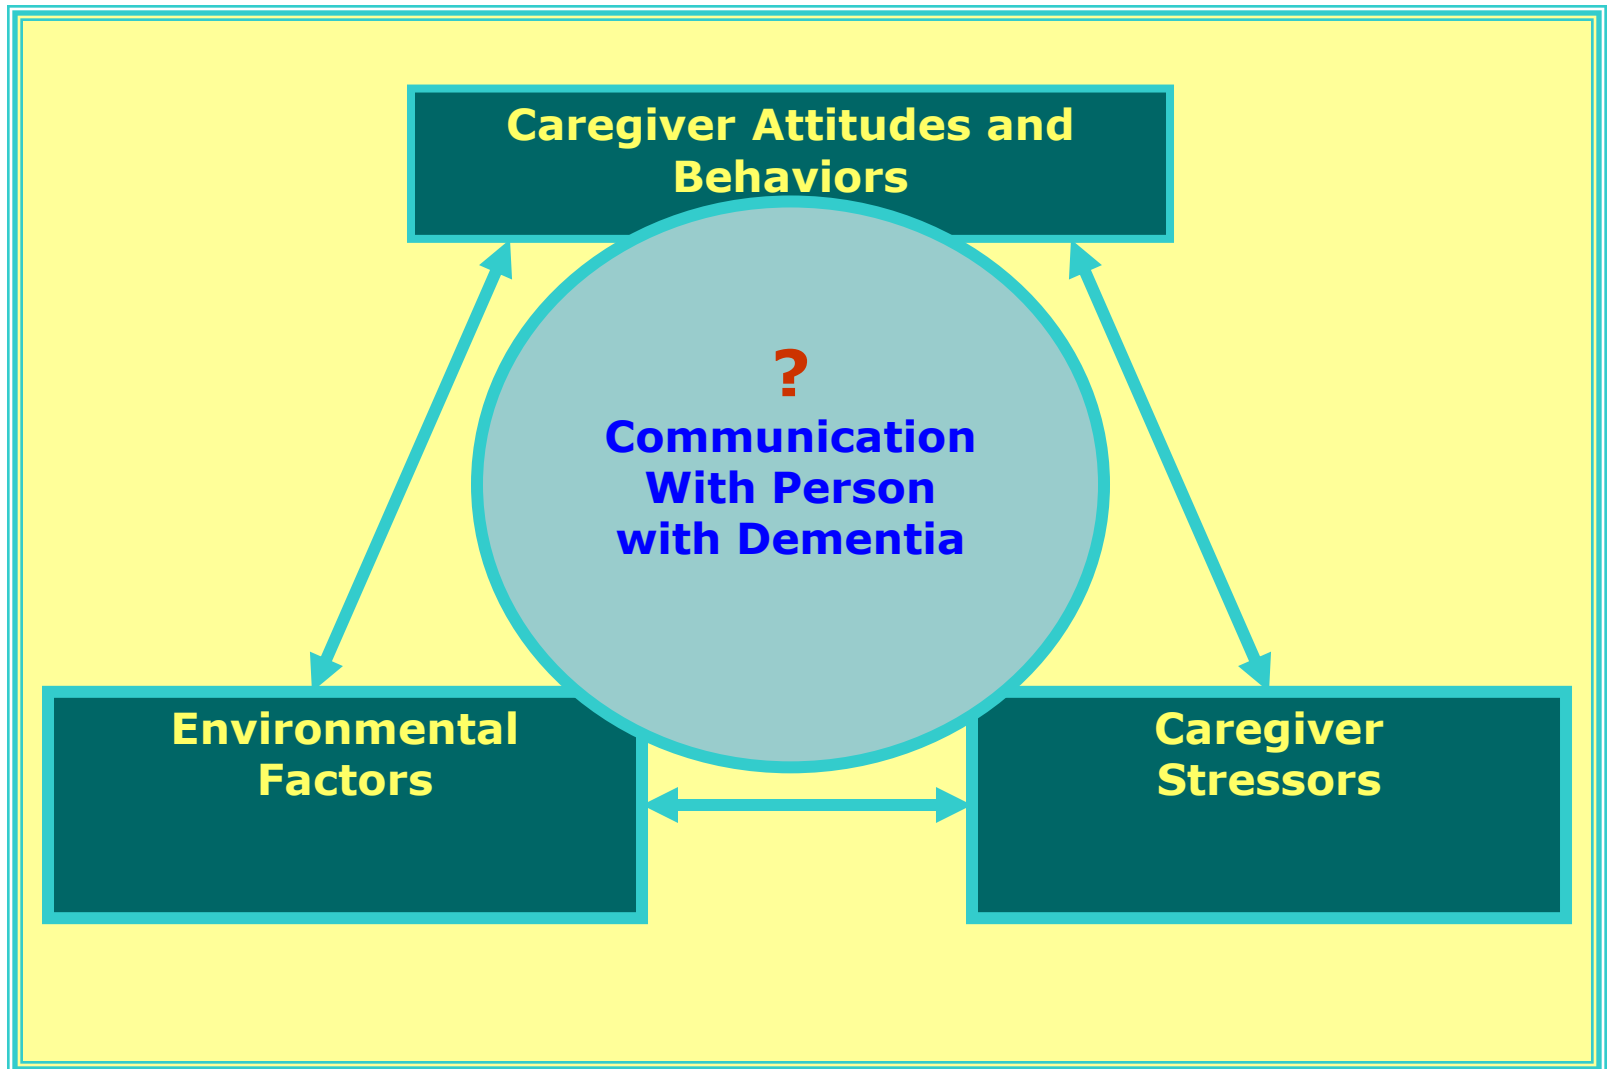 Caregiver Attitudes and
Behaviors
?
Communication
With Person
with Dementia
Environmental
Factors
Caregiver
Stressors